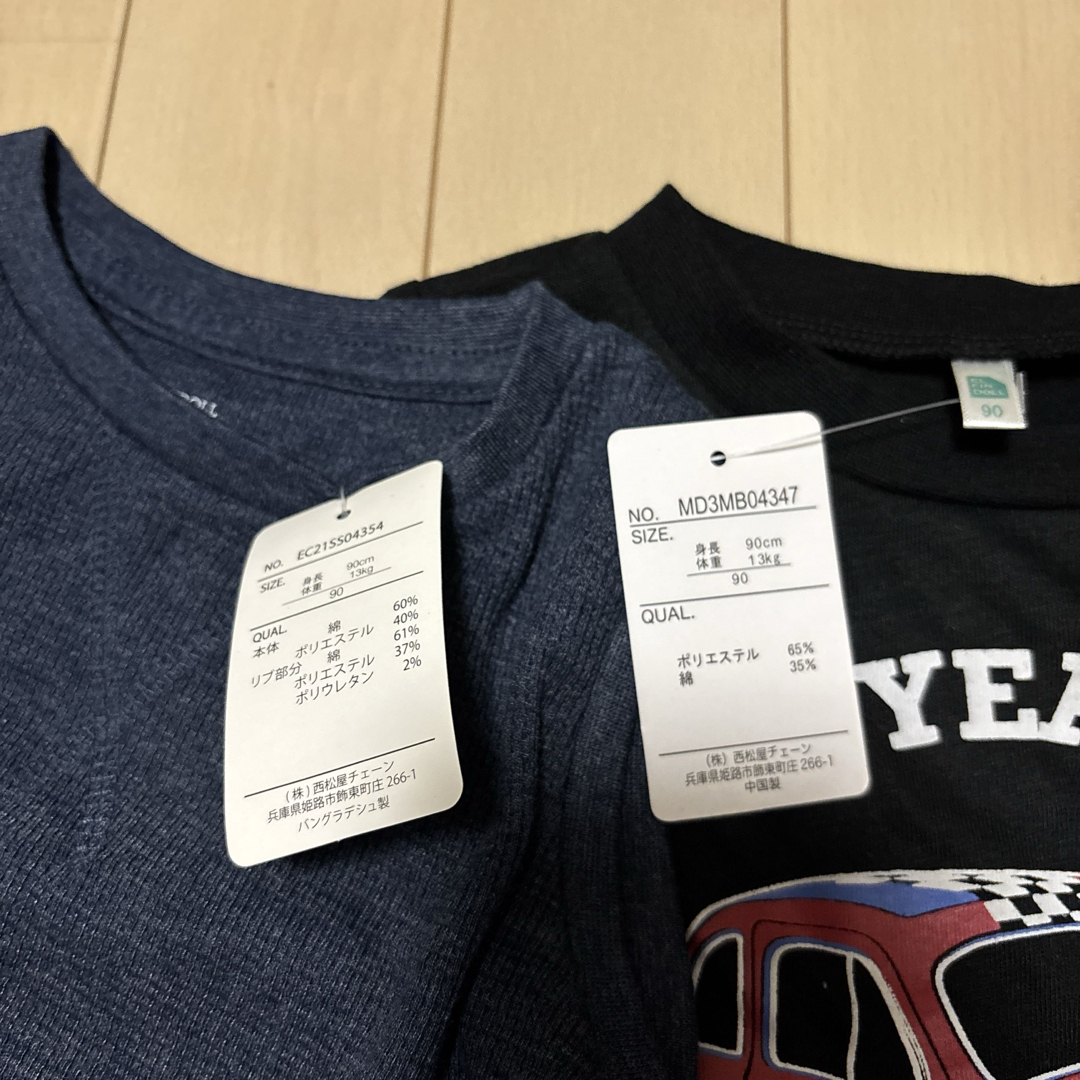 NO. EC21SS04354
SIZE. 身長 90cm
体重 13kg
90
QUAL.
本体 綿 60%
ポリエステル 40%
リブ部分 綿 61%
ポリエステル 37%
ポリウレタン 2%
(株)西松屋チェーン
兵庫県姫路市飾東町庄 266-1
バングラデシュ製
NO. MD3MB04347
SIZE.
身長 90cm
体重 13kg
90
QUAL.
ポリエステル 65%
綿 35%
(株)西松屋チェーン
兵庫県姫路市飾東町庄 266-1
中国製
90